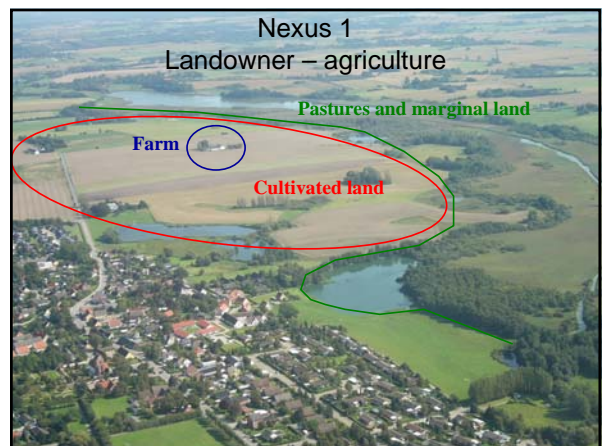 Nexus 1
Landowner – agriculture
Pastures and marginal land
Farm
Cultivated land